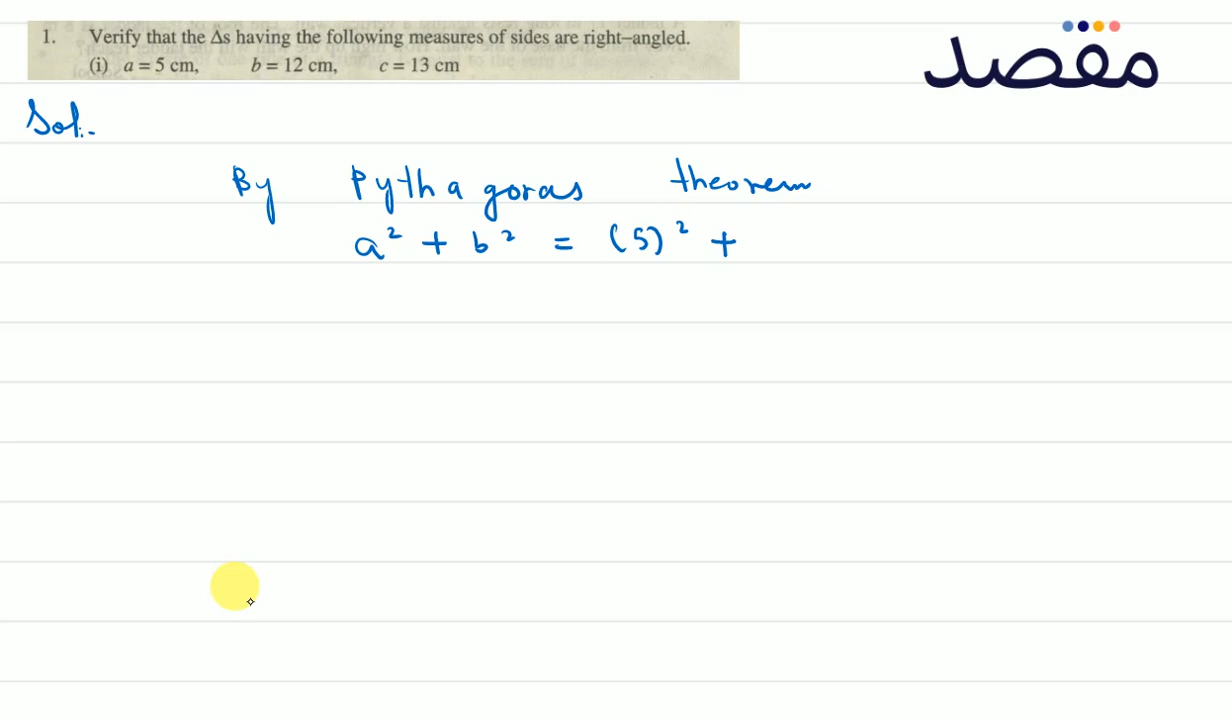 1. Verify that the Δs having the following measures of sides are right–angled.
(i) a = 5 cm, b = 12 cm, c = 13 cm
مقصد
Sol:.
By Pythagoras theorem
a² + b² = (5)² +